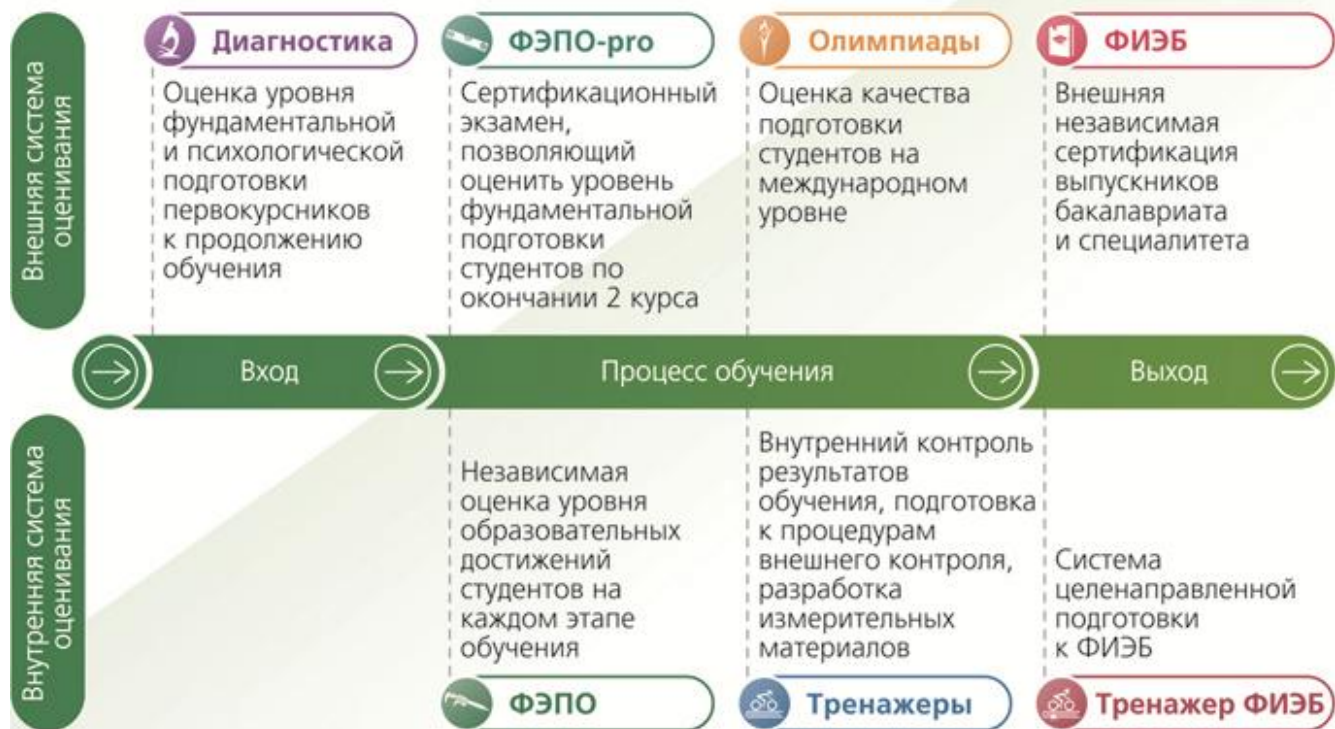 Внешняя система
оценивания
Диагностика
Оценка уровня
фундаментальной
и психологической
подготовки
первокурсников
к продолжению
обучения
ФЭПО-pro
Сертификационный
экзамен,
позволяющий
оценить уровень
фундаментальной
подготовки
студентов по
окончании 2 курса
Олимпиады
Оценка качества
подготовки
студентов на
международном
уровне
ФИЭБ
Внешняя
независимая
сертификация
выпускников
бакалавриата
и специалитета
Вход
Процесс обучения
Выход
Внутренняя система
оценивания
Независимая
оценка уровня
образовательных
достижений
студентов на
каждом этапе
обучения
ФЭПО
Внутренний контроль
результатов
обучения, подготовка
к процедурам
внешнего контроля,
разработка
измерительных
материалов
Тренажеры
Система
целенаправленной
подготовки
к ФИЭБ
Тренажер ФИЭБ